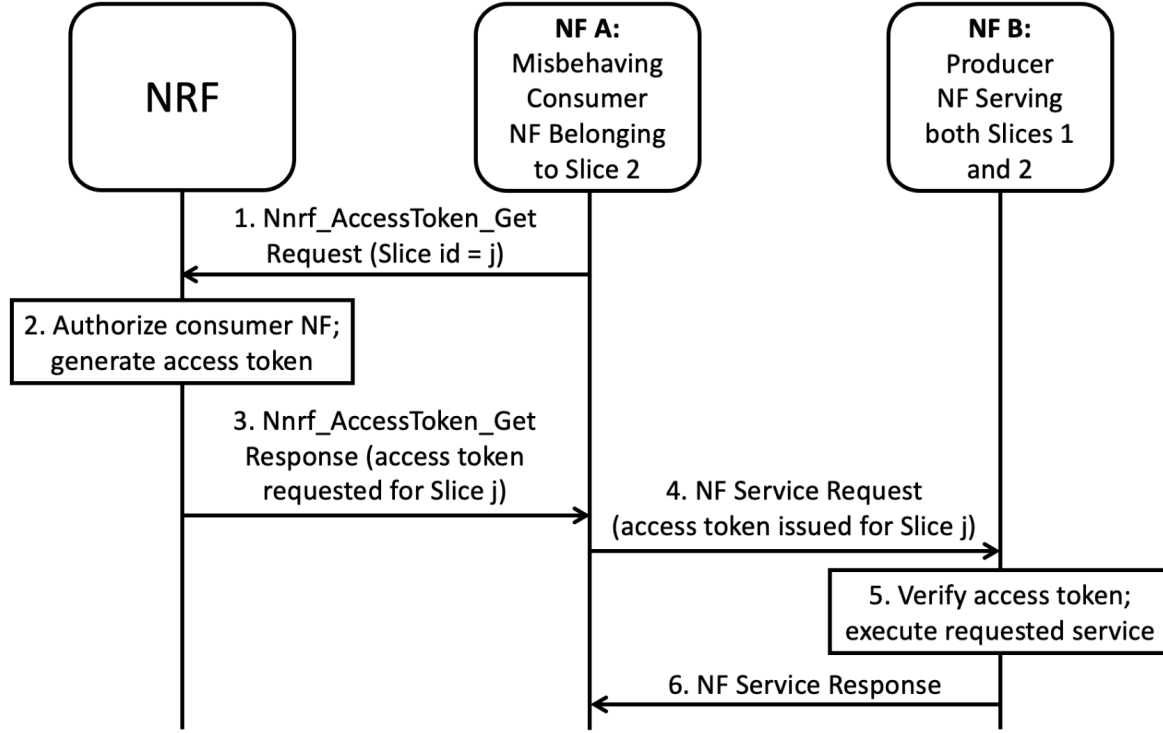 NRF
NF A:
Misbehaving
Consumer
NF Belonging
to Slice 2
NF B:
Producer
NF Serving
both Slices 1
and 2
1. Nnrf_AccessToken_Get
Request (Slice id = j)
2. Authorize consumer NF;
generate access token
3. Nnrf_AccessToken_Get
Response (access token
requested for Slice j)
4. NF Service Request
(access token issued for Slice j)
5. Verify access token;
execute requested service
6. NF Service Response